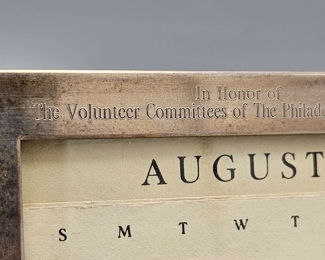 In Honor of
The Volunteer Committees of The Philade
AUGUST
S M T W T